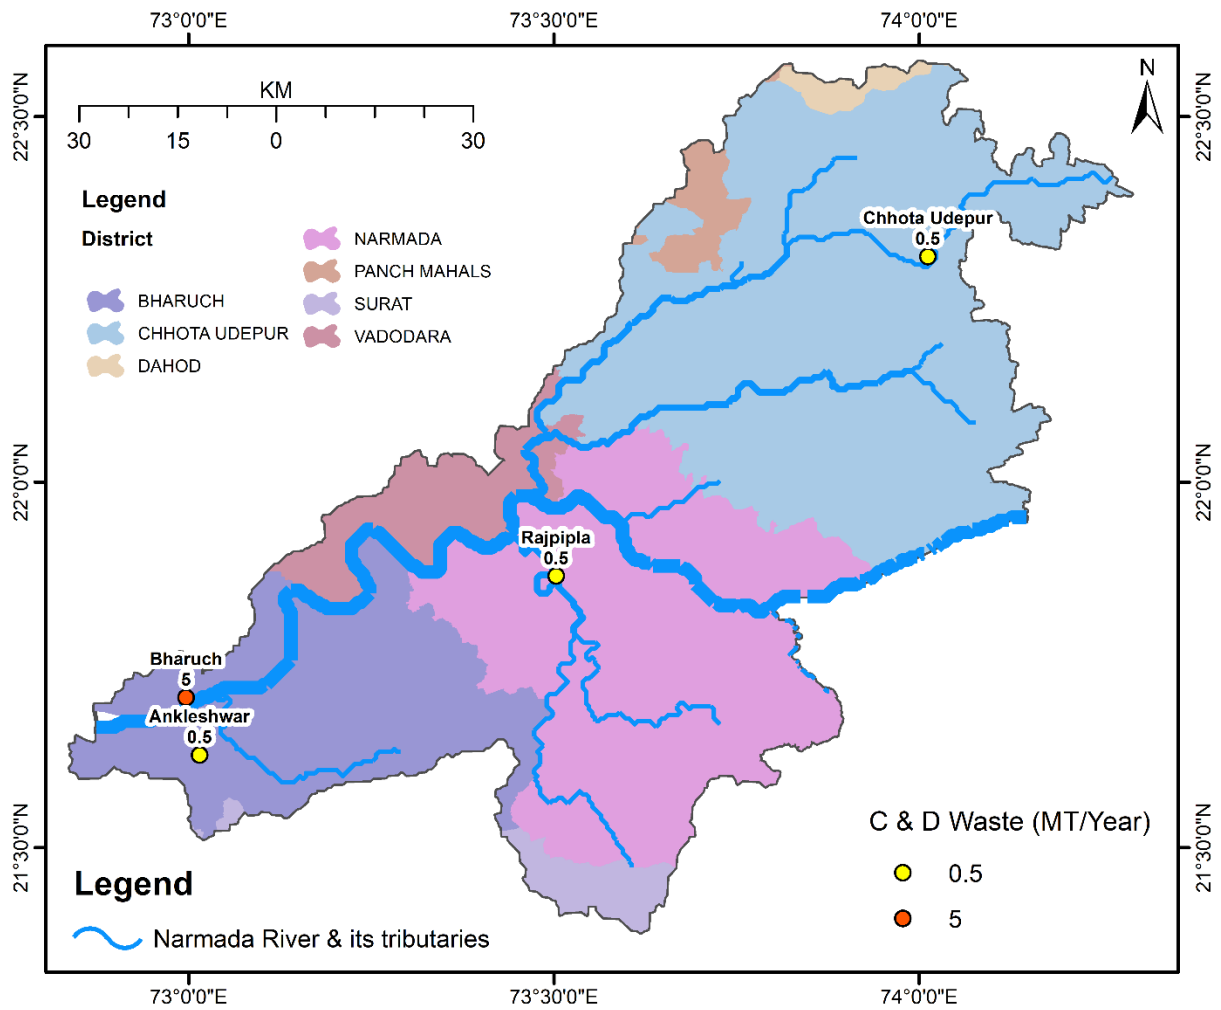 73°0'0"E
73°30'0"E
74°0'0"E
22°30'0"N
22°0'0"N
21°30'0"N
22°30'0"N
22°0'0"N
21°30'0"N
N
KM
30 15 0 30
Legend
District
BHARUCH
CHHOTA UDEPUR
DAHOD
NARMADA
PANCH MAHALS
SURAT
VADODARA
Chhota Udepur
0.5
Rajpipla
0.5
Bharuch
5
Ankleshwar
0.5
C & D Waste (MT/Year)
0.5
5
Legend
Narmada River & its tributaries
73°0'0"E
73°30'0"E
74°0'0"E